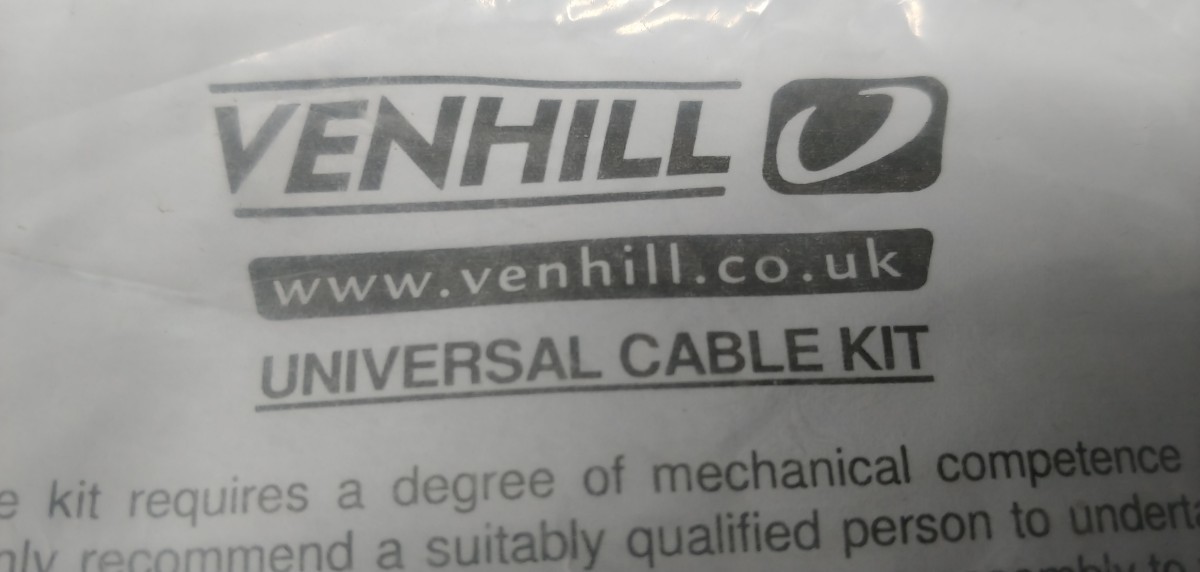 VENHILL
www.venhill.co.uk
UNIVERSAL CABLE KIT
kit requires a degree of mechanical competence
recommend a suitably qualified person to
to